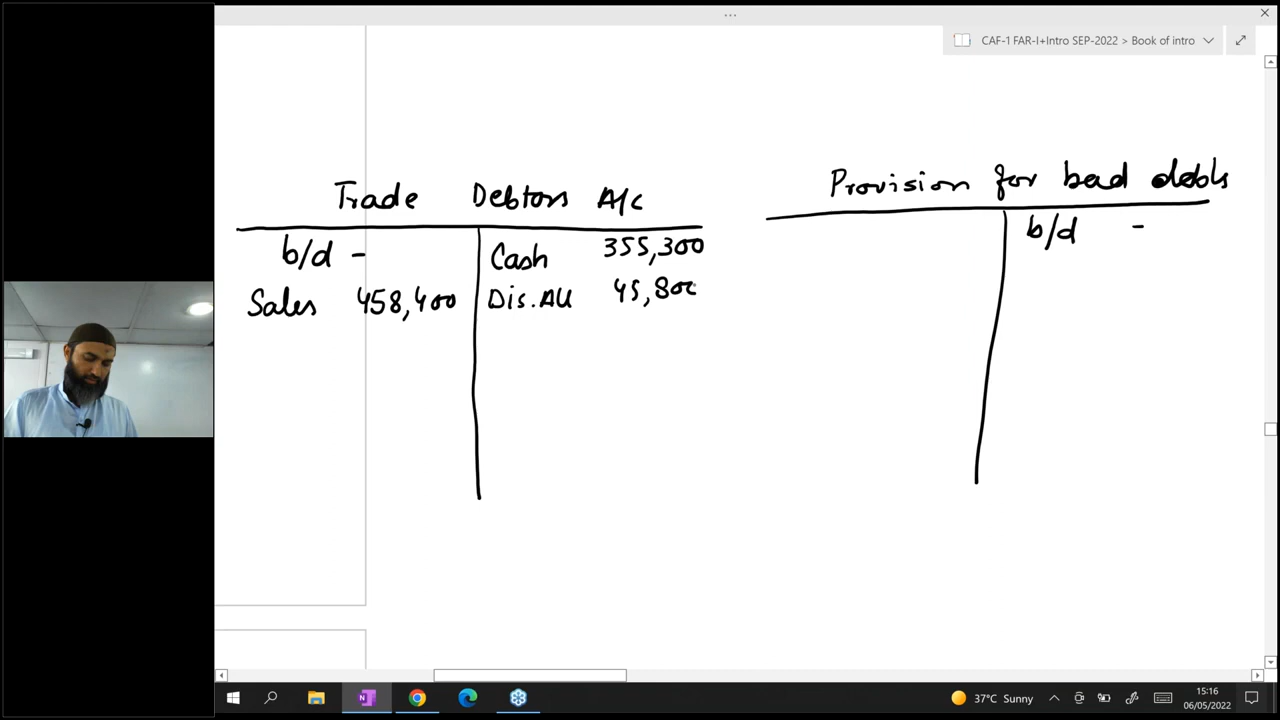 CAF-1 FAR-I+Intro SEP-2022 > Book of intro
Trade Debtors A/c
b/d -
Cash 355,300
Sales 458,400
Dis. All 45,800
Provision for bad debts
b/d -
37°C Sunny
15:16
06/05/2022